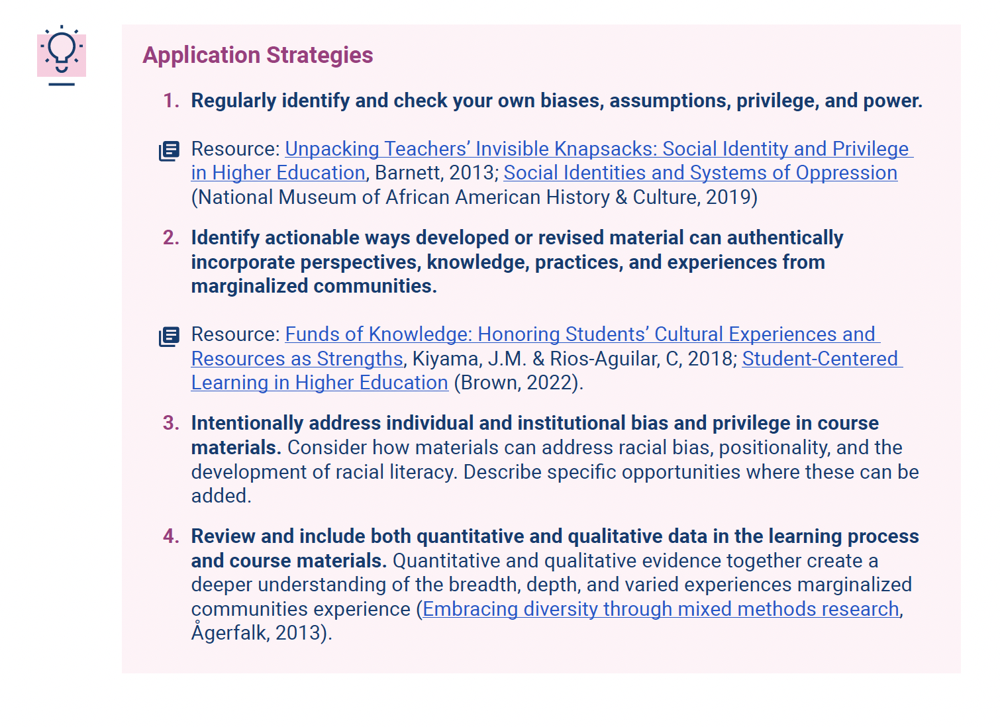 Application Strategies
1. Regularly identify and check your own biases, assumptions, privilege, and power.
Resource: Unpacking Teachers’ Invisible Knapsacks: Social Identity and Privilege
in Higher Education, Barnett, 2013; Social Identities and Systems of Oppression
(National Museum of African American History & Culture, 2019)
2. Identify actionable ways developed or revised material can authentically
incorporate perspectives, knowledge, practices, and experiences from
marginalized communities.
Resource: Funds of Knowledge: Honoring Students’ Cultural Experiences and
Resources as Strengths, Kiyama, J.M. & Rios-Aguilar, C, 2018; Student-Centered
Learning in Higher Education (Brown, 2022).
3. Intentionally address individual and institutional bias and privilege in course
materials. Consider how materials can address racial bias, positionality, and the
development of racial literacy. Describe specific opportunities where these can be
added.
4. Review and include both quantitative and qualitative data in the learning process
and course materials. Quantitative and qualitative evidence together create a
deeper understanding of the breadth, depth, and varied experiences marginalized
communities experience (Embracing diversity through mixed methods research,
Ågerfalk, 2013).